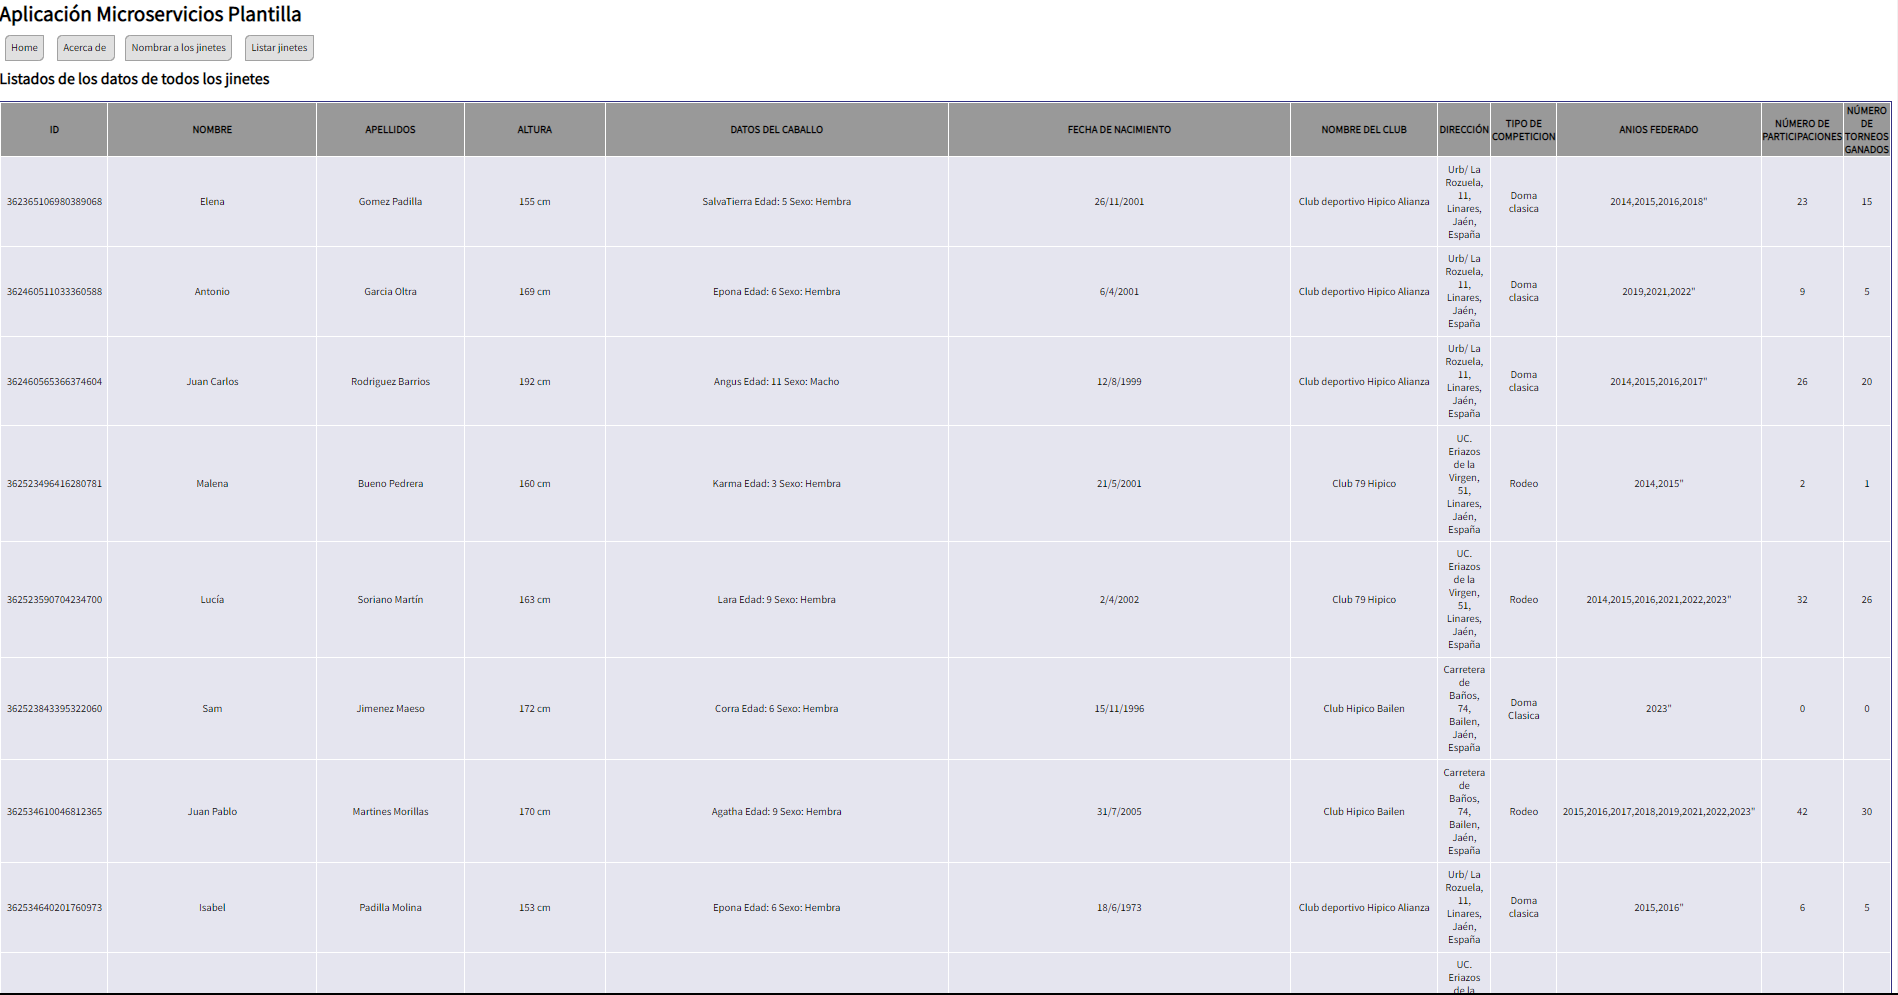 Aplicación Microservicios Plantilla
Home Acerca de Nombrar a los jinetes Listar jinetes
Listados de los datos de todos los jinetes
ID NOMBRE APELLIDOS ALTURA DATOS DEL CABALLO FECHA DE NACIMIENTO NOMBRE DEL CLUB DIRECCIÓN TIPO DE COMPETICION ANIOS FEDERADO NÚMERO DE PARTICIPACIONES NÚMERO DE TORNEOS GANADOS
362365106980389068 Elena Gomez Padilla 155 cm SalvaTierra Edad: 5 Sexo: Hembra 26/11/2001 Club deportivo Hipico Alianza Urb/ La Rozuela, 11, Linares, Jaén, España Doma clasica 2014,2015,2016,2018" 23 15
362460511033360588 Antonio Garcia Oltra 169 cm Epona Edad: 6 Sexo: Hembra 6/4/2001 Club deportivo Hipico Alianza Urb/ La Rozuela, 11, Linares, Jaén, España Doma clasica 2019,2021,2022" 9 5
362460565366374604 Juan Carlos Rodriguez Barrios 192 cm Angus Edad: 11 Sexo: Macho 12/8/1999 Club deportivo Hipico Alianza Urb/ La Rozuela, 11, Linares, Jaén, España Doma clasica 2014,2015,2016,2017" 26 20
362523496416280781 Malena Bueno Pedrera 160 cm Karma Edad: 3 Sexo: Hembra 21/5/2001 Club 79 Hipico UC. Eriazos de la Virgen, 51, Linares, Jaén, España Rodeo 2014,2015" 2 1
362523590704234700 Lucía Soriano Martín 163 cm Lara Edad: 9 Sexo: Hembra 2/4/2002 Club 79 Hipico UC. Eriazos de la Virgen, 51, Linares, Jaén, España Rodeo 2014,2015,2016,2021,2022,2023" 32 26
362523843395322060 Sam Jimenez Maeso 172 cm Corra Edad: 6 Sexo: Hembra 15/11/1996 Club Hipico Bailen Carretera de Baños, 74, Bailen, Jaén, España Doma Clasica 2023" 0 0
362534610046812365 Juan Pablo Martines Morillas 170 cm Agatha Edad: 9 Sexo: Hembra 31/7/2005 Club Hipico Bailen Carretera de Baños, 74, Bailen, Jaén, España Rodeo 2015,2016,2017,2018,2019,2021,2022,2023" 42 30
362534640201760973 Isabel Padilla Molina 153 cm Epona Edad: 6 Sexo: Hembra 18/6/1973 Club deportivo Hipico Alianza Urb/ La Rozuela, 11, Linares, Jaén, España Doma clasica 2015,2016" 6 5
UC. Eriazos de la